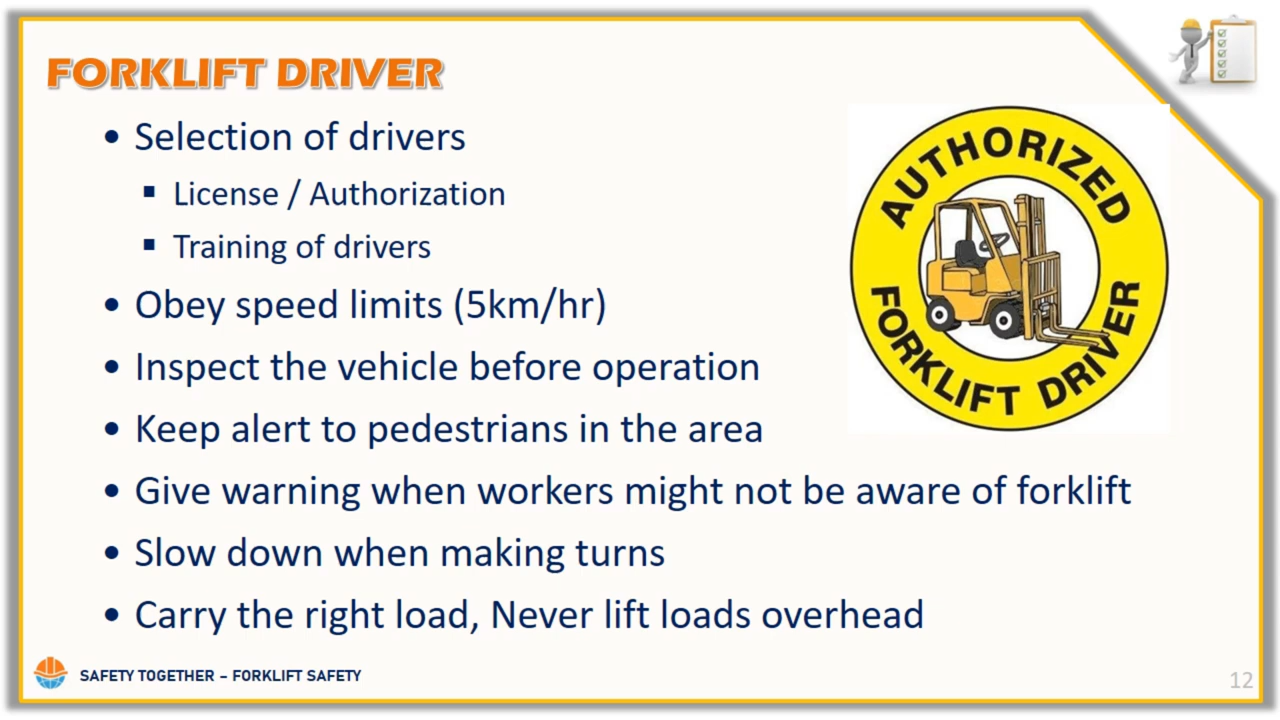 FORKLIFT DRIVER
• Selection of drivers
▪ License / Authorization
▪ Training of drivers
• Obey speed limits (5km/hr)
• Inspect the vehicle before operation
• Keep alert to pedestrians in the area
• Give warning when workers might not be aware of forklift
• Slow down when making turns
• Carry the right load, Never lift loads overhead
AUTHORIZED
FORKLIFT DRIVER
SAFETY TOGETHER – FORKLIFT SAFETY
12